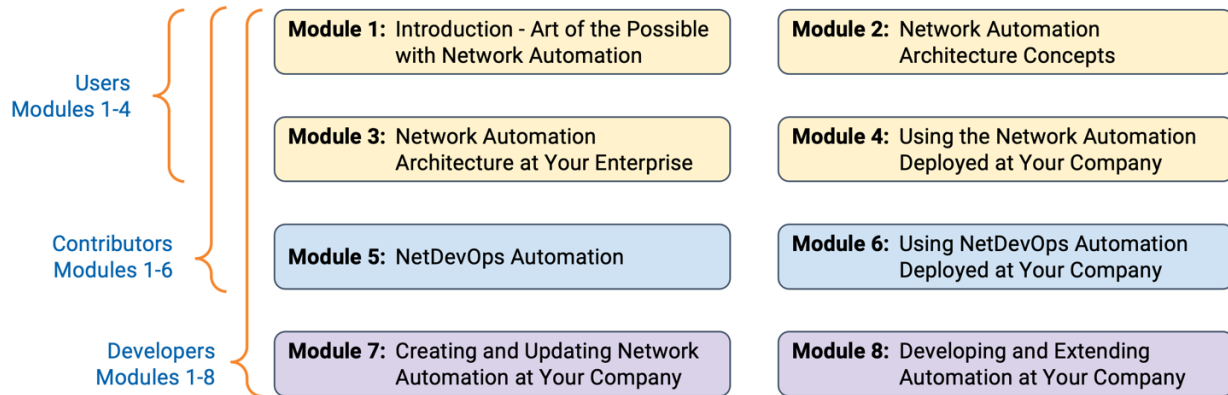 Module 1: Introduction - Art of the Possible
with Network Automation
Module 2: Network Automation
Architecture Concepts
Users
Modules 1-4
Module 3: Network Automation
Architecture at Your Enterprise
Module 4: Using the Network Automation
Deployed at Your Company
Contributors
Modules 1-6
Module 5: NetDevOps Automation
Module 6: Using NetDevOps Automation
Deployed at Your Company
Developers
Modules 1-8
Module 7: Creating and Updating Network
Automation at Your Company
Module 8: Developing and Extending
Automation at Your Company